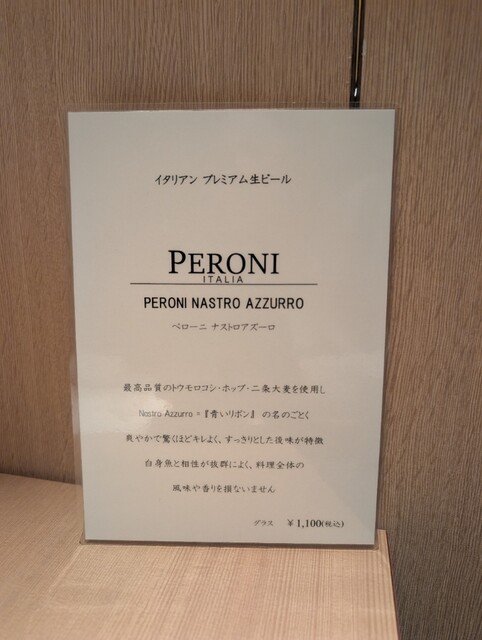 イタリアン プレミアム生ビール
PERONI
ITALIA
PERONI NASTRO AZZURRO
ペローニ ナストロアズーロ
最高品質のトウモロコシ・ホップ・二条大麦を使用し
Nastro Azzurro = 『青いリボン』 の名のごとく
爽やかで驚くほどキレよく、すっきりとした後味が特徴
白身魚と相性が抜群によく、料理全体の
風味や香りを損ないません
グラス ￥1,100(税込)